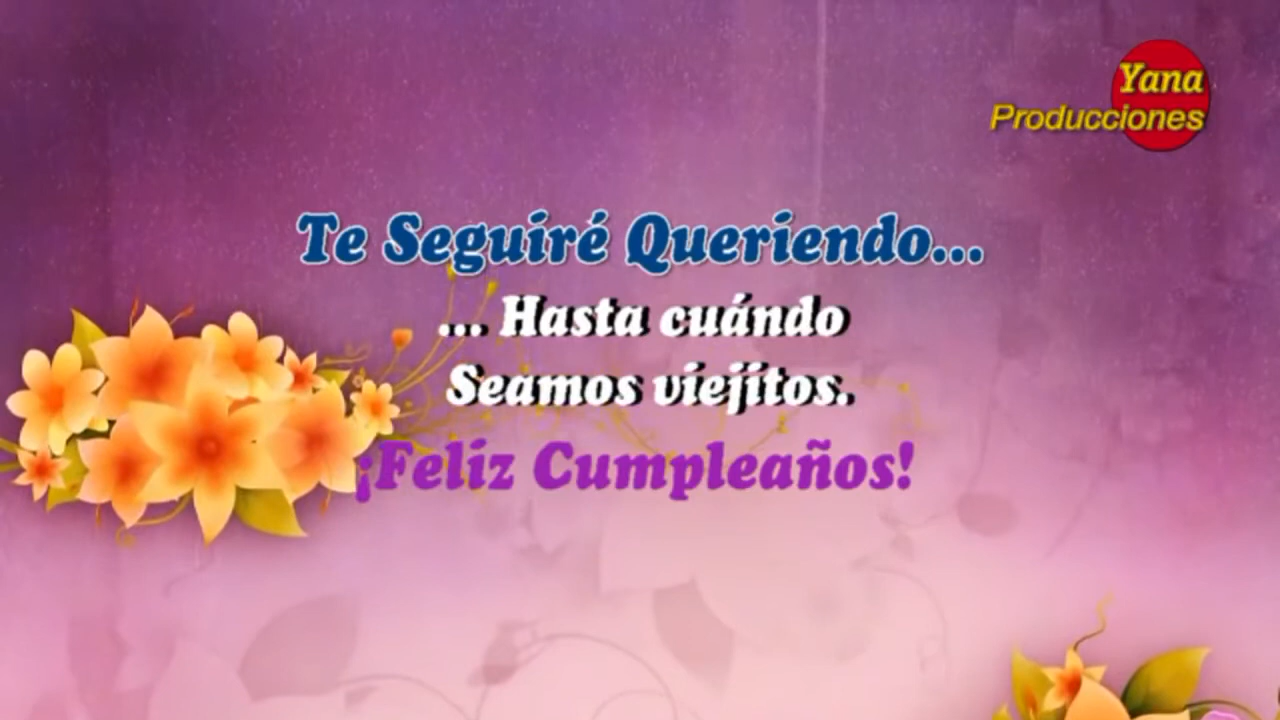 Yana
Producciones
Te Seguiré Queriendo...
... Hasta cuándo
Seamos viejitos.
¡Feliz Cumpleaños!